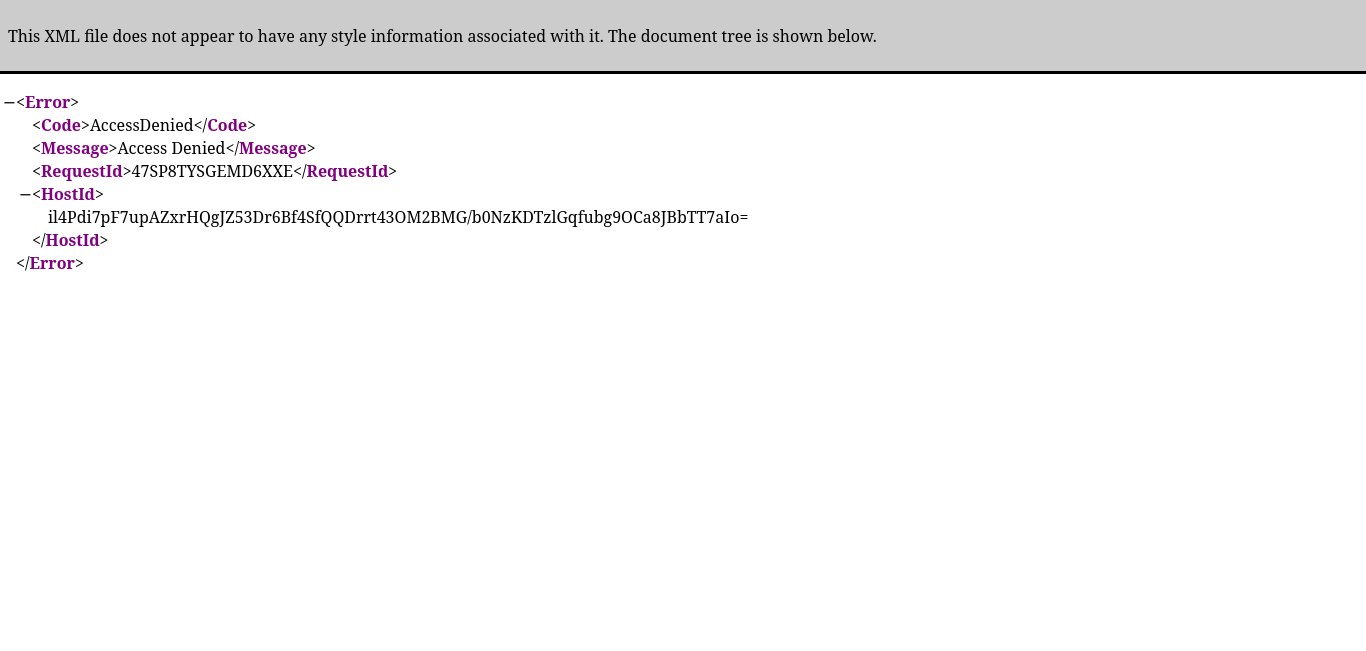 This XML file does not appear to have any style information associated with it. The document tree is shown below.
−<Error>
<Code>AccessDenied</Code>
<Message>Access Denied</Message>
<RequestId>47SP8TYSGEMD6XXE</RequestId>
−<HostId>
il4Pdi7pF7upAZxrHQgJZ53Dr6Bf4SfQQDrrt43OM2BMG/b0NzKDTzlGqfubg9OCa8JBbTT7aIo=
</HostId>
</Error>